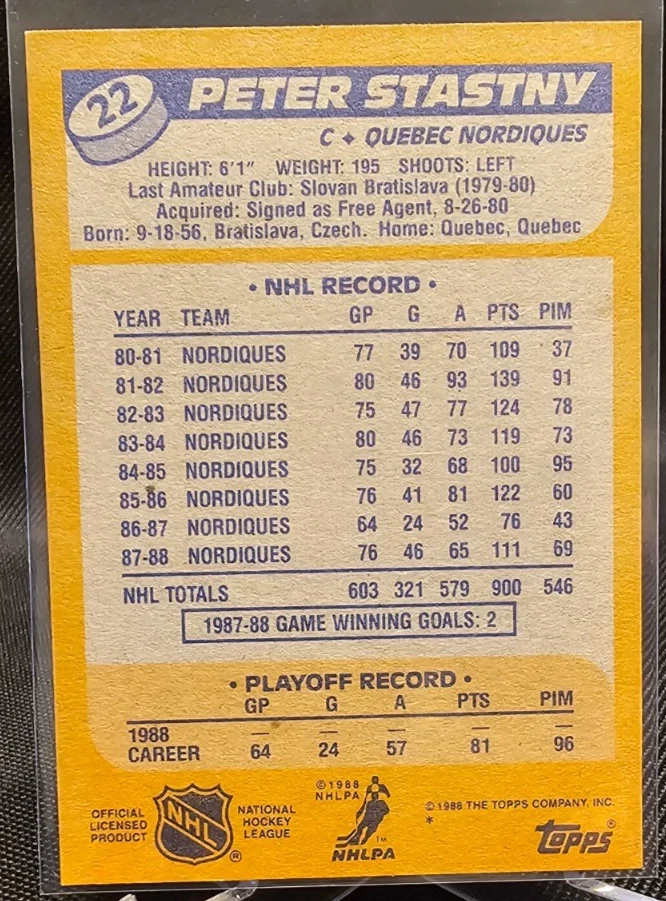 22
PETER STASTNY
C ✦ QUEBEC NORDIQUES
HEIGHT: 6'1" WEIGHT: 195 SHOOTS: LEFT
Last Amateur Club: Slovan Bratislava (1979-80)
Acquired: Signed as Free Agent, 8-26-80
Born: 9-18-56, Bratislava, Czech. Home: Quebec, Quebec
• NHL RECORD •
YEAR TEAM GP G A PTS PIM
80-81 NORDIQUES 77 39 70 109 37
81-82 NORDIQUES 80 46 93 139 91
82-83 NORDIQUES 75 47 77 124 78
83-84 NORDIQUES 80 46 73 119 73
84-85 NORDIQUES 75 32 68 100 95
85-86 NORDIQUES 76 41 81 122 60
86-87 NORDIQUES 64 24 52 76 43
87-88 NORDIQUES 76 46 65 111 69
NHL TOTALS 603 321 579 900 546
1987-88 GAME WINNING GOALS: 2
• PLAYOFF RECORD •
GP G A PTS PIM
1988 — — — — —
CAREER 64 24 57 81 96
OFFICIAL
LICENSED
PRODUCT
NHL
®
NATIONAL
HOCKEY
LEAGUE
©1988
NHLPA
TM
NHLPA
©1988 THE TOPPS COMPANY, INC.
*
topps®